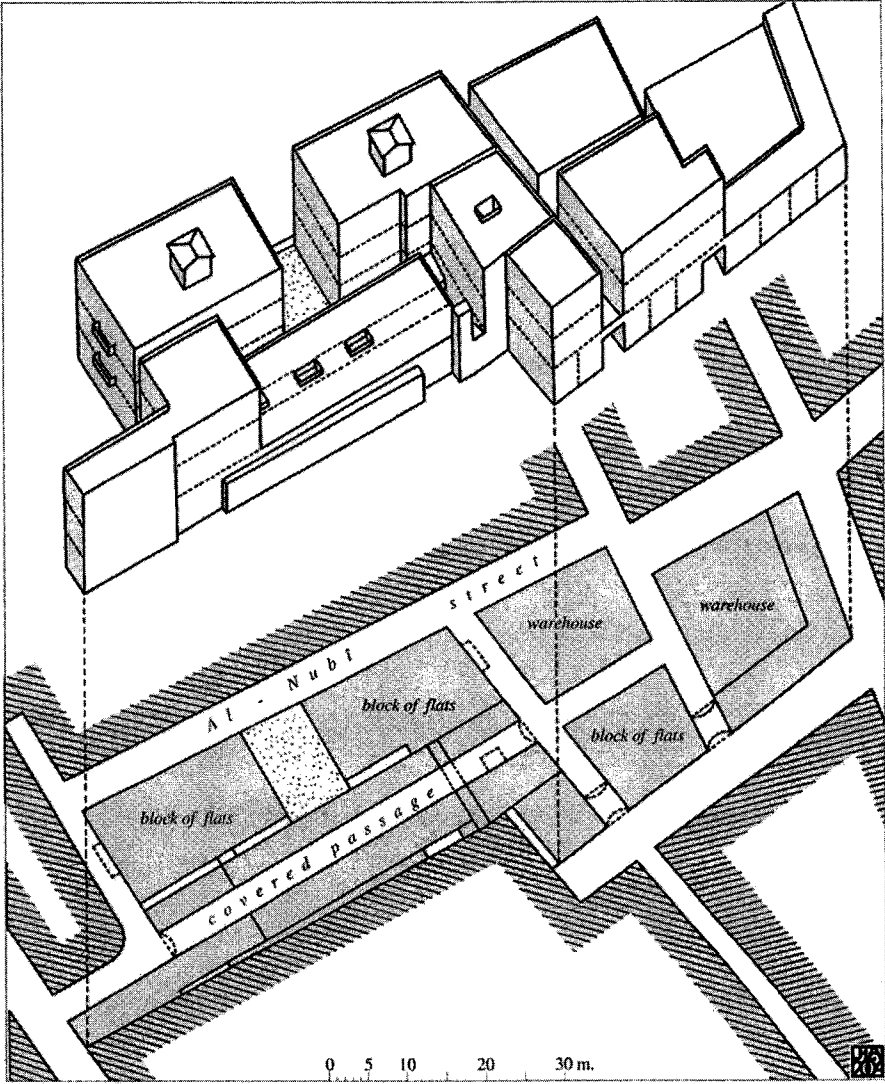 Al - Nubî street
warehouse
warehouse
block of flats
block of flats
block of flats
covered passage
0 5 10 20 30 m.